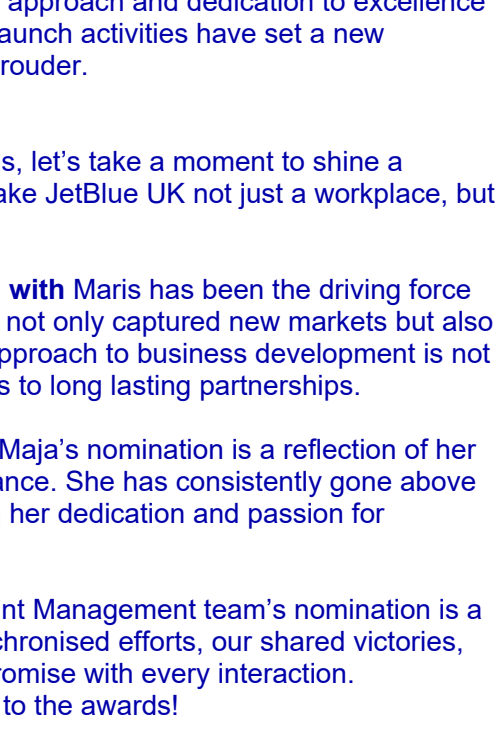 approach and dedication to excellence
aunch activities have set a new
rouder.
s, let’s take a moment to shine a
ake JetBlue UK not just a workplace, but
with Maris has been the driving force
not only captured new markets but also
pproach to business development is not
s to long lasting partnerships.
Maja’s nomination is a reflection of her
ance. She has consistently gone above
her dedication and passion for
nt Management team’s nomination is a
chronised efforts, our shared victories,
romise with every interaction.
to the awards!